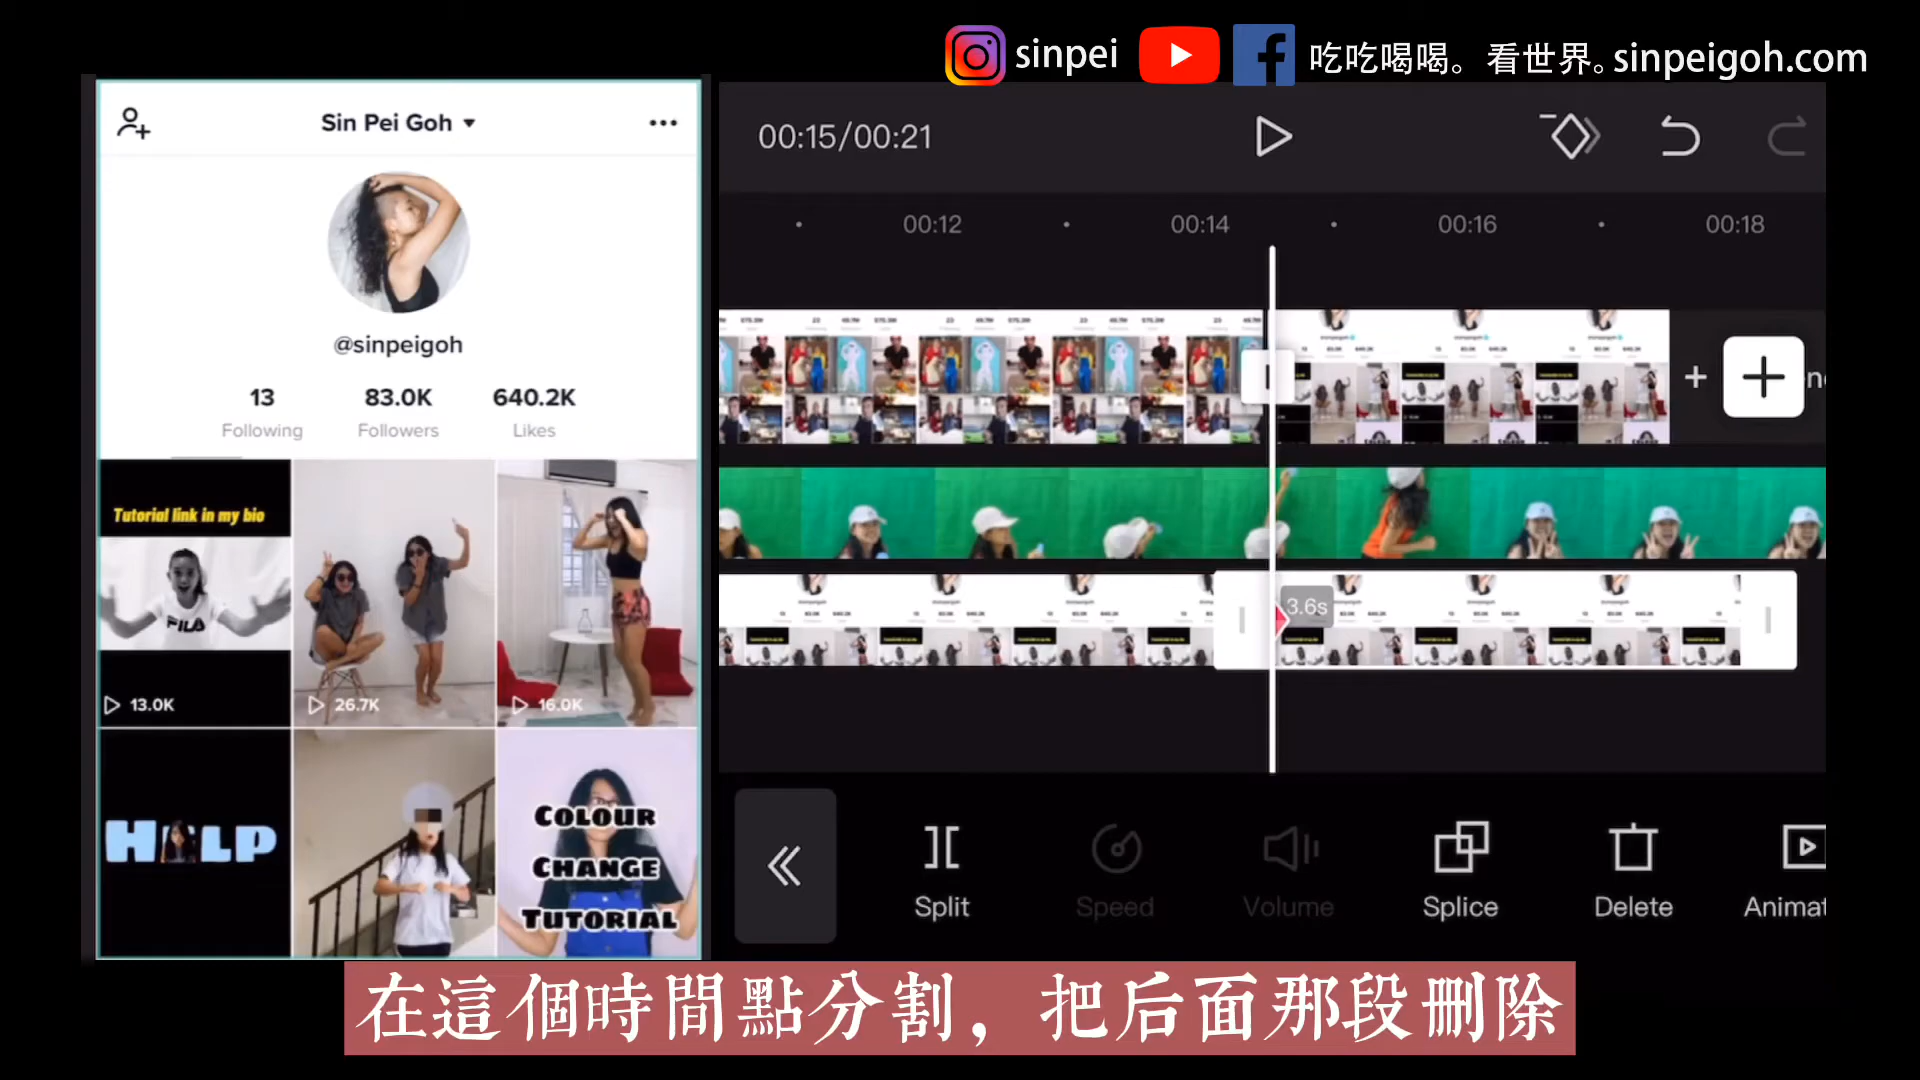 sinpei 吃吃喝喝。看世界。sinpeigoh.com
Sin Pei Goh
@sinpeigoh
13 83.0K 640.2K
Following Followers Likes
Tutorial link in my bio
FILA
13.0K
26.7K
16.0K
HELP
COLOUR
CHANGE
TUTORIAL
00:15/00:21
00:12 00:14 00:16 00:18
3.6s
Split Speed Volume Splice Delete Animat
在這個時間點分割，把后面那段刪除